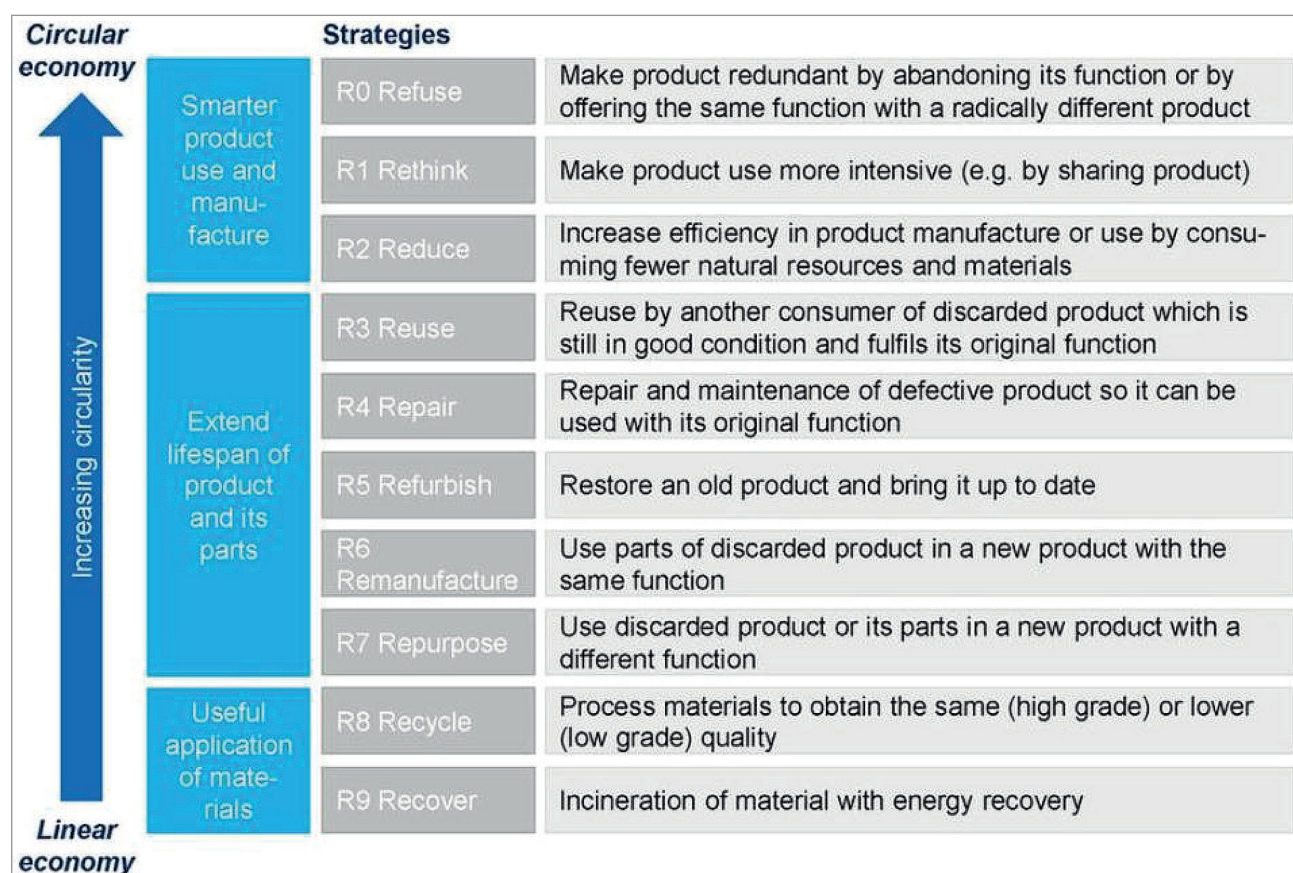 Circular
economy
Strategies
Smarter
product
use and
manu-
facture
R0 Refuse
Make product redundant by abandoning its function or by
offering the same function with a radically different product
R1 Rethink
Make product use more intensive (e.g. by sharing product)
R2 Reduce
Increase efficiency in product manufacture or use by consu-
ming fewer natural resources and materials
Increasing circularity
Extend
lifespan of
product
and its
parts
R3 Reuse
Reuse by another consumer of discarded product which is
still in good condition and fulfils its original function
R4 Repair
Repair and maintenance of defective product so it can be
used with its original function
R5 Refurbish
Restore an old product and bring it up to date
R6
Remanufacture
Use parts of discarded product in a new product with the
same function
R7 Repurpose
Use discarded product or its parts in a new product with a
different function
Useful
application
of mate-
rials
R8 Recycle
Process materials to obtain the same (high grade) or lower
(low grade) quality
R9 Recover
Incineration of material with energy recovery
Linear
economy